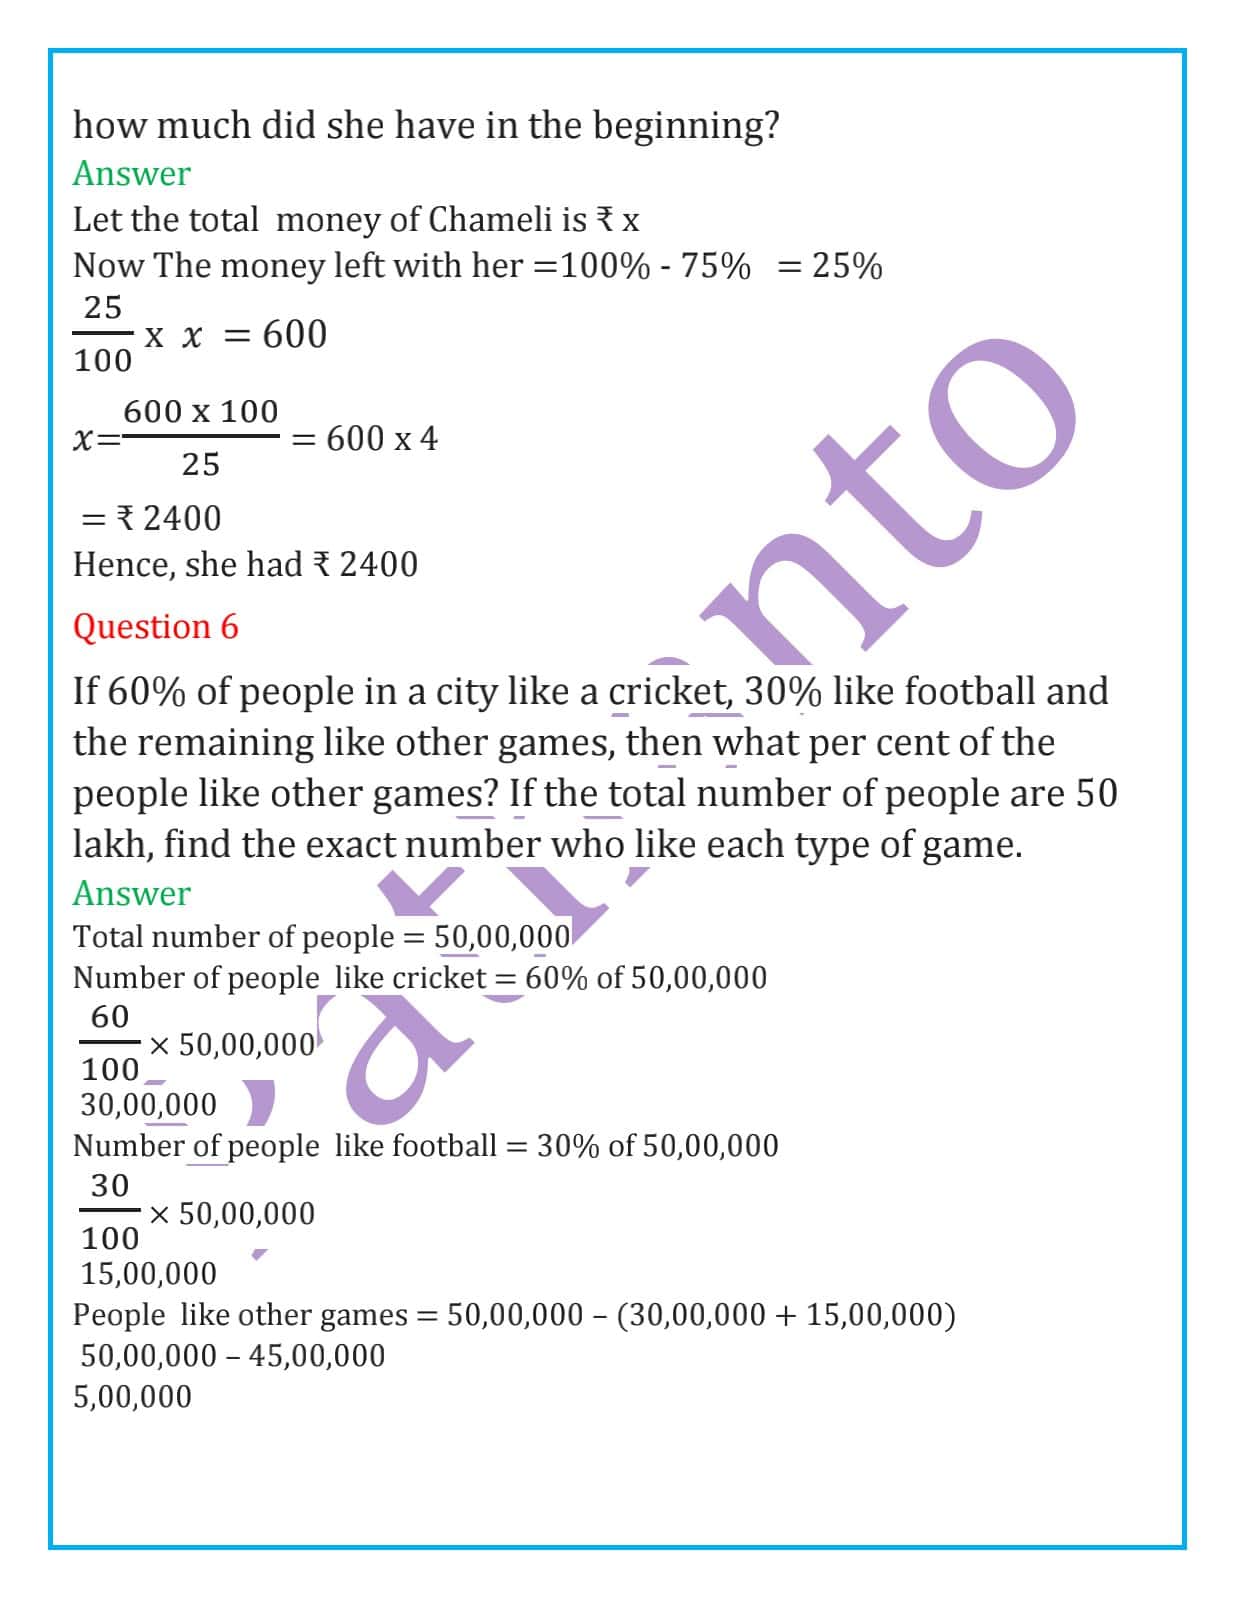 how much did she have in the beginning?
Answer
Let the total money of Chameli is ₹ x
Now The money left with her =100% - 75% = 25%
25
100
x x = 600
600 x 100
x=
= 600 x 4
25
= ₹ 2400
Hence, she had ₹ 2400
Question 6
If 60% of people in a city like a cricket, 30% like football and
the remaining like other games, then what per cent of the
people like other games? If the total number of people are 50
lakh, find the exact number who like each type of game.
Answer
Total number of people = 50,00,000
Number of people like cricket = 60% of 50,00,000
60
100
× 50,00,000
30,00,000
Number of people like football = 30% of 50,00,000
30
100
× 50,00,000
15,00,000
People like other games = 50,00,000 – (30,00,000 + 15,00,000)
50,00,000 – 45,00,000
5,00,000